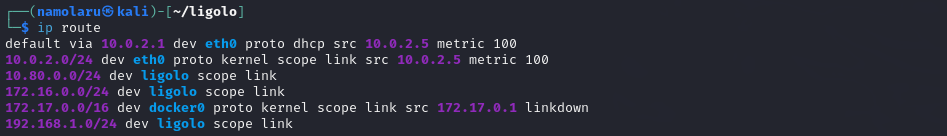 ┌──(namolaru㉿kali)-[~/ligolo]
└─$ ip route
default via 10.0.2.1 dev eth0 proto dhcp src 10.0.2.5 metric 100
10.0.2.0/24 dev eth0 proto kernel scope link src 10.0.2.5 metric 100
10.80.0.0/24 dev ligolo scope link
172.16.0.0/24 dev ligolo scope link
172.17.0.0/16 dev docker0 proto kernel scope link src 172.17.0.1 linkdown
192.168.1.0/24 dev ligolo scope link